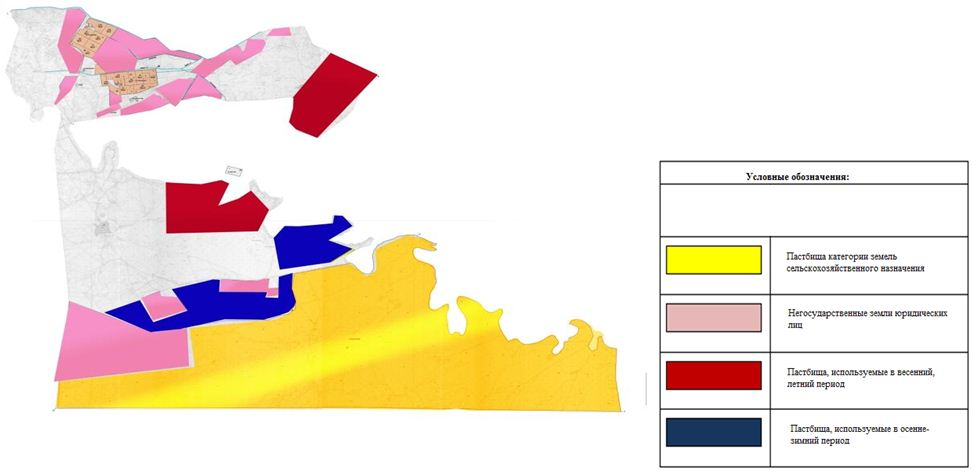 Условные обозначения:
Пастбища категории земель
сельскохозяйственного назначения
Негосударственные земли юридических
лиц
Пастбища, используемые в весенний,
летний период
Пастбища, используемые в осенне-
зимний период